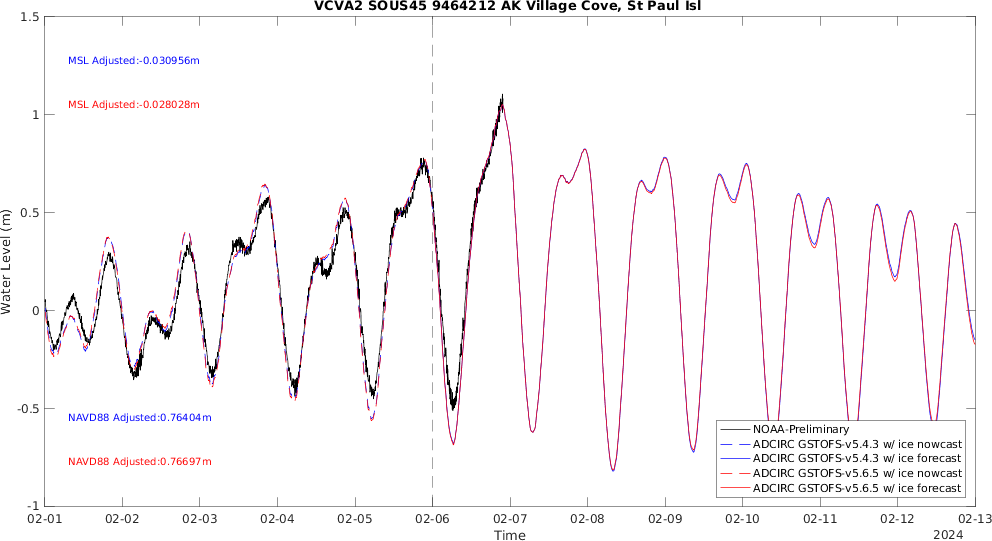 VCVA2 SOUS45 9464212 AK Village Cove, St Paul Isl
MSL Adjusted:-0.030956m
MSL Adjusted:-0.028028m
NAVD88 Adjusted:0.76404m
NAVD88 Adjusted:0.76697m
Water Level (m)
1.5
1
0.5
0
-0.5
-1
NOAA-Preliminary
ADCIRC GSTOFS-v5.4.3 w/ ice nowcast
ADCIRC GSTOFS-v5.4.3 w/ ice forecast
ADCIRC GSTOFS-v5.6.5 w/ ice nowcast
ADCIRC GSTOFS-v5.6.5 w/ ice forecast
02-01 02-02 02-03 02-04 02-05 02-06 02-07 02-08 02-09 02-10 02-11 02-12 02-13
Time
2024